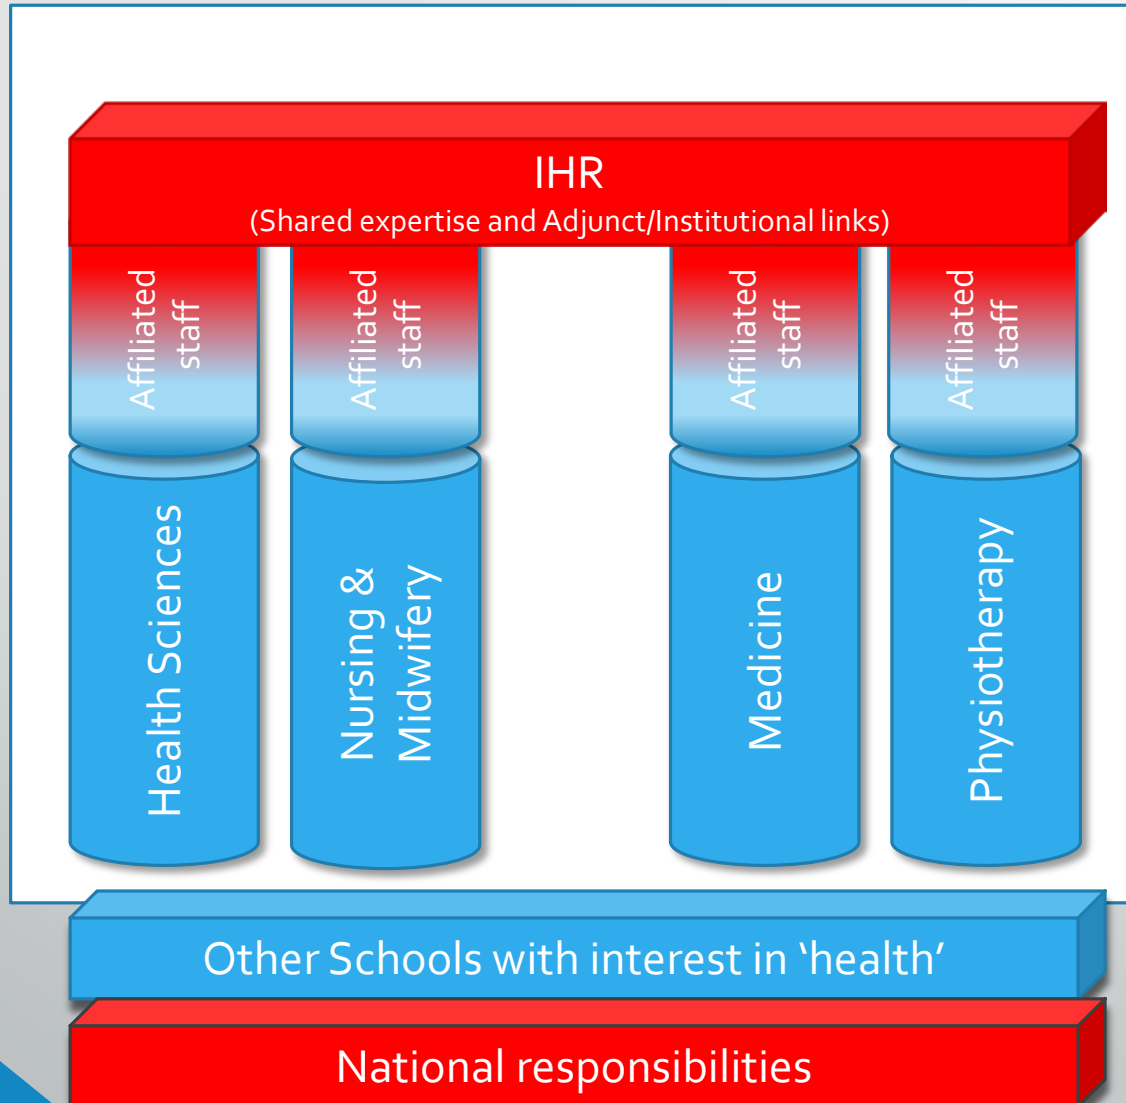 IHR
(Shared expertise and Adjunct/Institutional links)
Affiliated
staff
Affiliated
staff
Affiliated
staff
Affiliated
staff
Health Sciences
Nursing &
Midwifery
Medicine
Physiotherapy
Other Schools with interest in ‘health’
National responsibilities